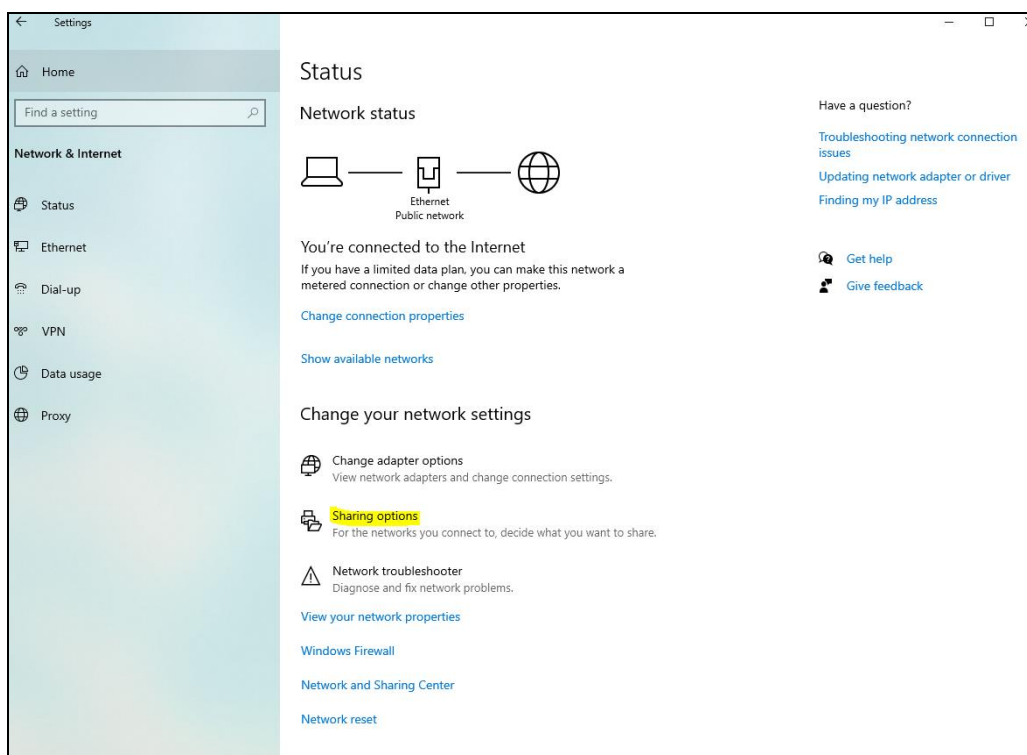 Settings
Home
Find a setting
Network & Internet
Status
Ethernet
Dial-up
VPN
Data usage
Proxy
Status
Network status
Ethernet
Public network
You're connected to the Internet
If you have a limited data plan, you can make this network a
metered connection or change other properties.
Change connection properties
Show available networks
Change your network settings
Change adapter options
View network adapters and change connection settings.
Sharing options
For the networks you connect to, decide what you want to share.
Network troubleshooter
Diagnose and fix network problems.
View your network properties
Windows Firewall
Network and Sharing Center
Network reset
Have a question?
Troubleshooting network connection
issues
Updating network adapter or driver
Finding my IP address
Get help
Give feedback